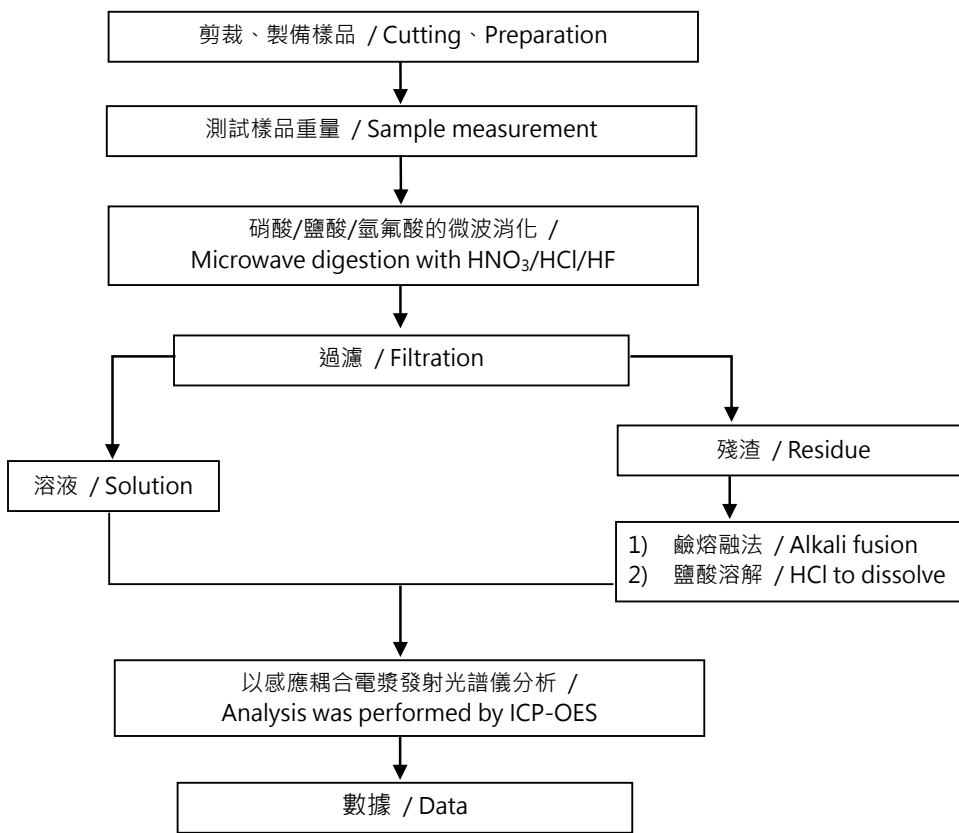 剪裁、製備樣品 / Cutting、Preparation
測試樣品重量 / Sample measurement
硝酸/鹽酸/氫氟酸的微波消化 /
Microwave digestion with HNO₃/HCl/HF
過濾 / Filtration
溶液 / Solution
殘渣 / Residue
1) 鹼熔融法 / Alkali fusion
2) 鹽酸溶解 / HCl to dissolve
以感應耦合電漿發射光譜儀分析 /
Analysis was performed by ICP-OES
數據 / Data